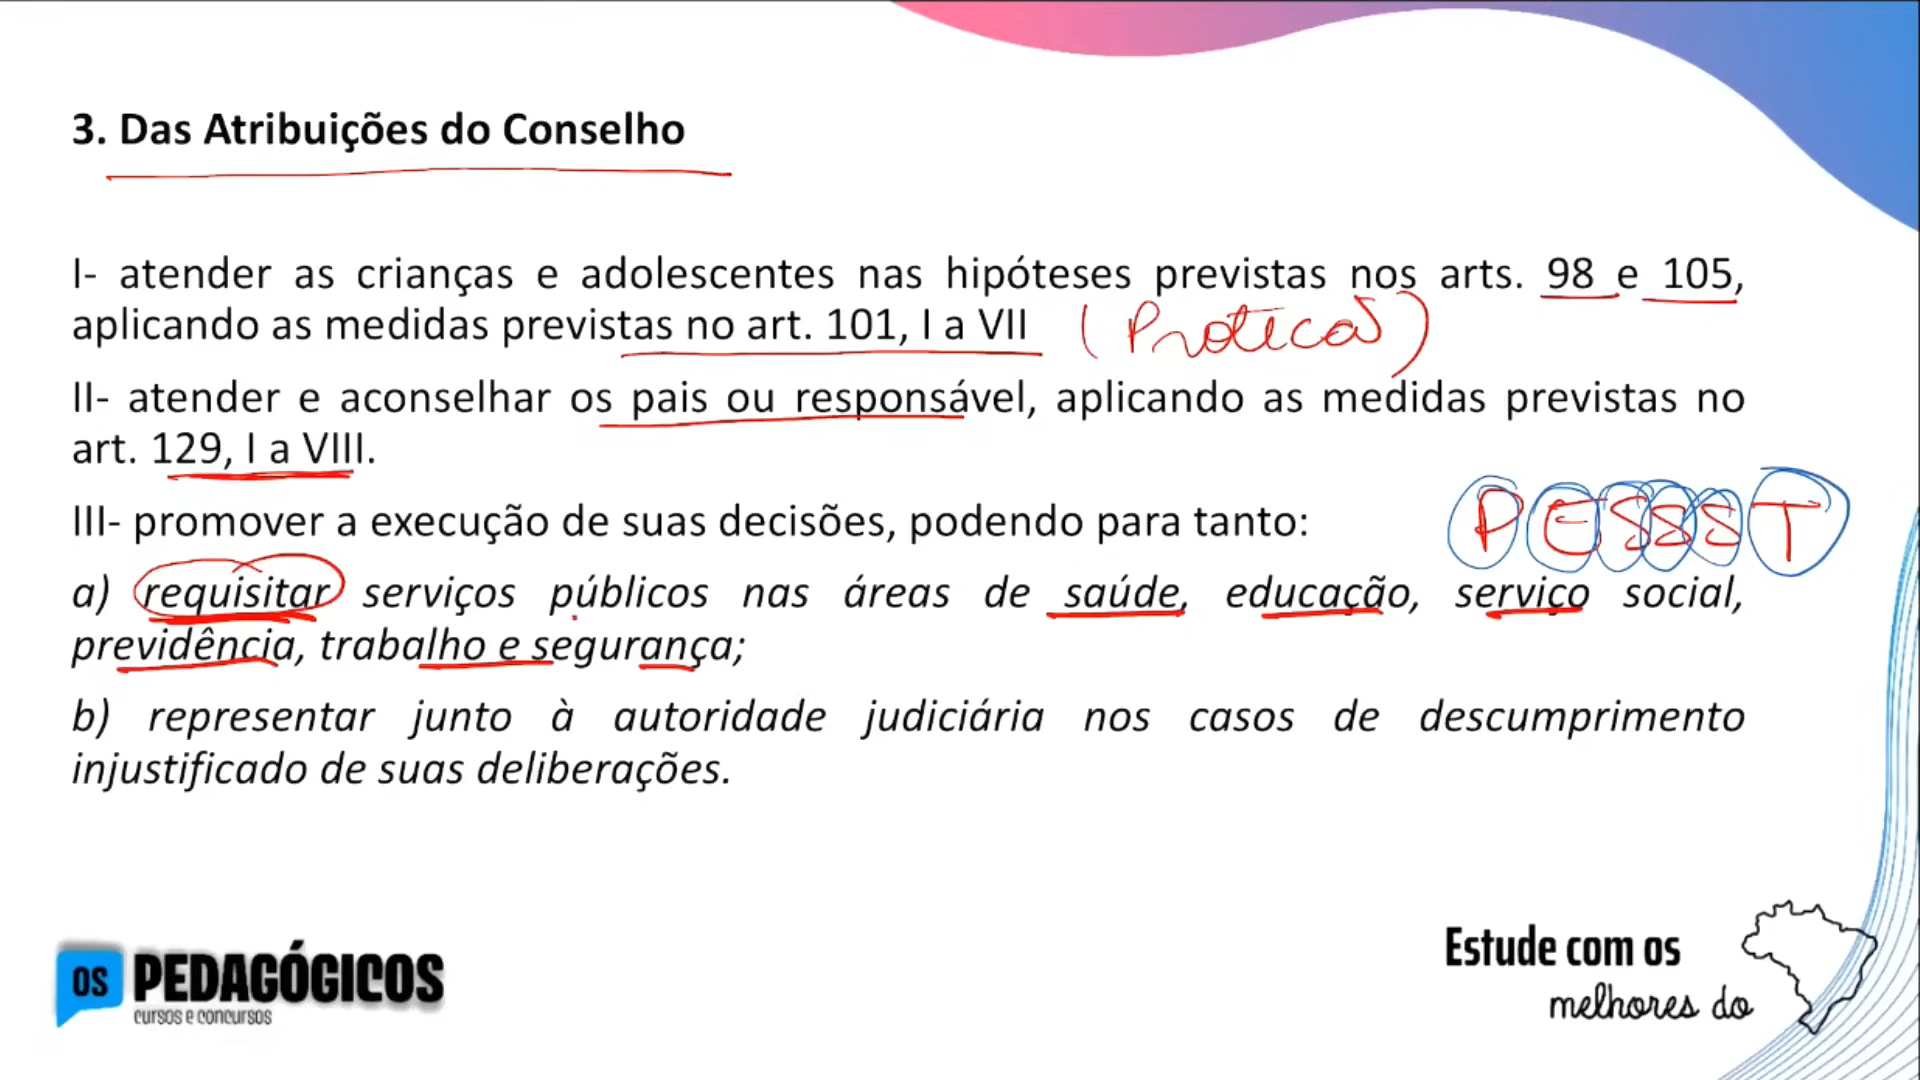 3. Das Atribuições do Conselho
I- atender as crianças e adolescentes nas hipóteses previstas nos arts. 98 e 105,
aplicando as medidas previstas no art. 101, I a VII
II- atender e aconselhar os pais ou responsável, aplicando as medidas previstas no
art. 129, I a VIII.
PESSST
III- promover a execução de suas decisões, podendo para tanto:
a) requisitar serviços públicos nas áreas de saúde, educação, serviço social,
previdência, trabalho e segurança;
b) representar junto à autoridade judiciária nos casos de descumprimento
injustificado de suas deliberações.
OS PEDAGÓGICOS
cursos e concursos
Estude com os
melhores do